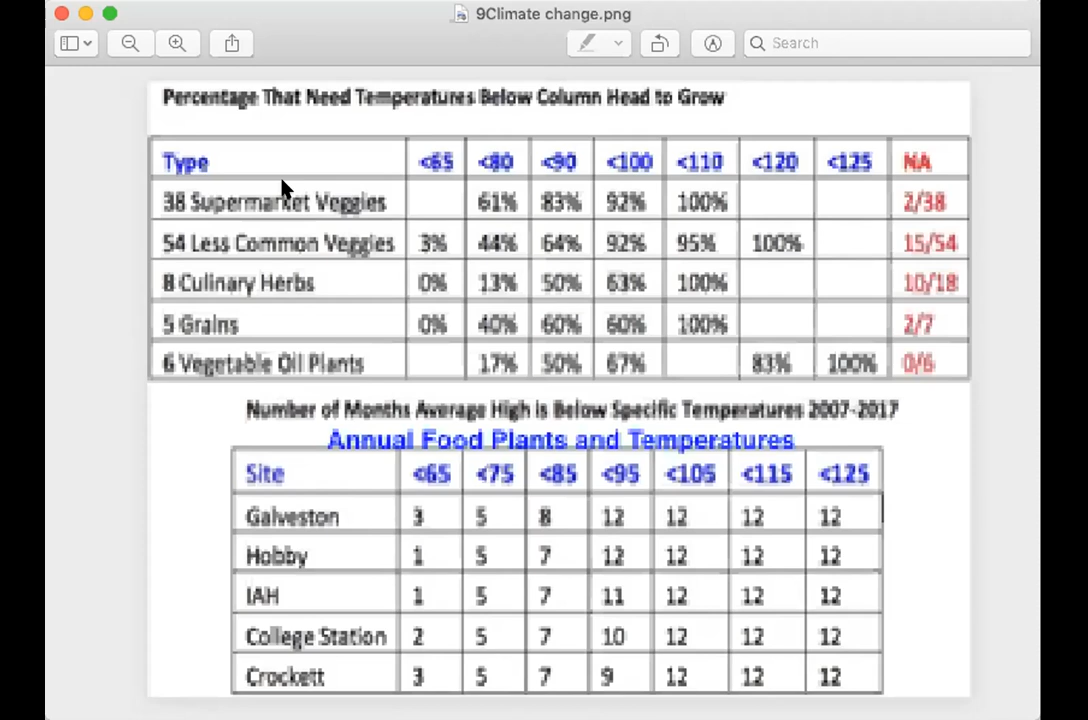 9Climate change.png
Search
Percentage That Need Temperatures Below Column Head to Grow
Type <65 <80 <90 <100 <110 <120 <125 NA
38 Supermarket Veggies 61% 83% 92% 100% 2/38
54 Less Common Veggies 3% 44% 64% 92% 95% 100% 15/54
8 Culinary Herbs 0% 13% 50% 63% 100% 10/18
5 Grains 0% 40% 60% 60% 100% 2/7
6 Vegetable Oil Plants 17% 50% 67% 83% 100% 0/6
Number of Months Average High is Below Specific Temperatures 2007-2017
Annual Food Plants and Temperatures
Site <65 <75 <85 <95 <105 <115 <125
Galveston 3 5 8 12 12 12 12
Hobby 1 5 7 12 12 12 12
IAH 1 5 7 11 12 12 12
College Station 2 5 7 10 12 12 12
Crockett 3 5 7 9 12 12 12